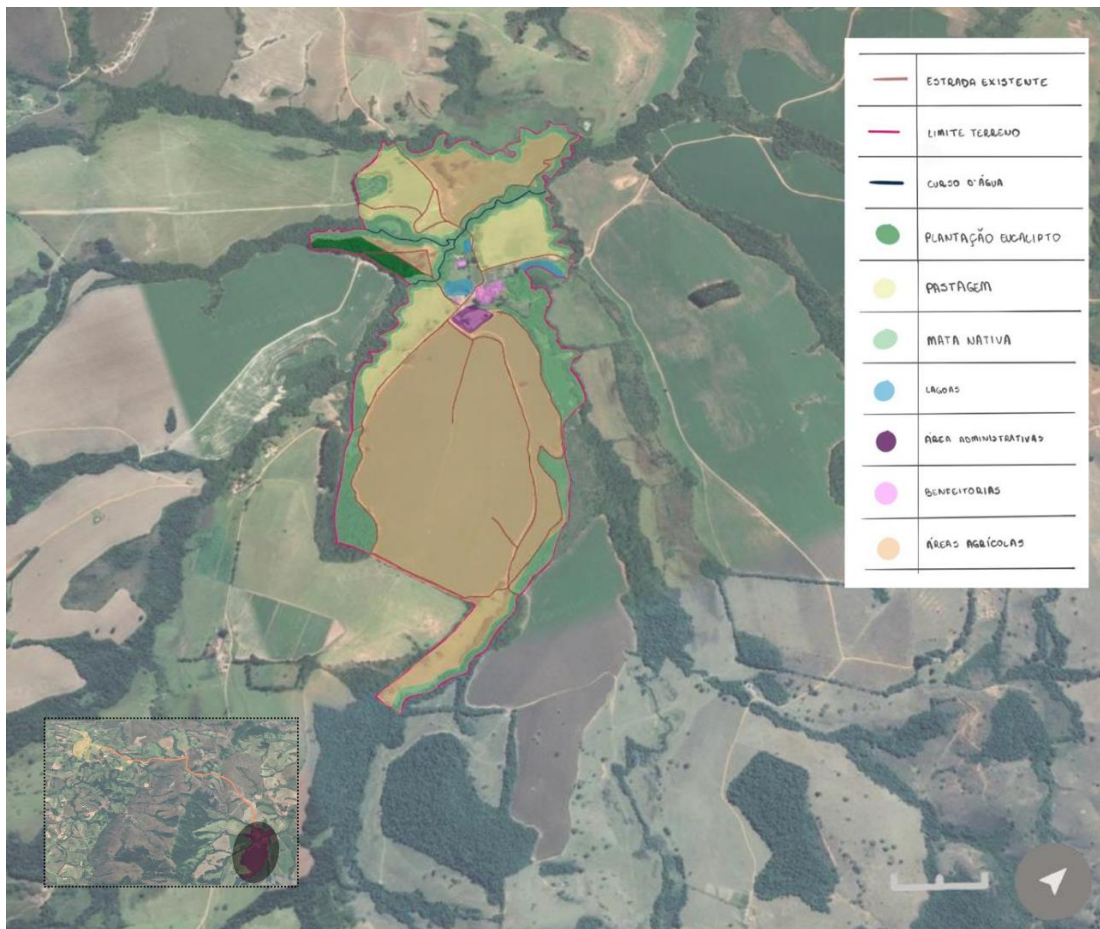 ESTRADA EXISTENTE
LIMITE TERRENO
CURSO D'ÁGUA
PLANTAÇÃO EUCALIPTO
PASTAGEM
MATA NATIVA
LAGOAS
ÁREA ADMINISTRATIVAS
BENFEITORIAS
ÁREAS AGRÍCOLAS